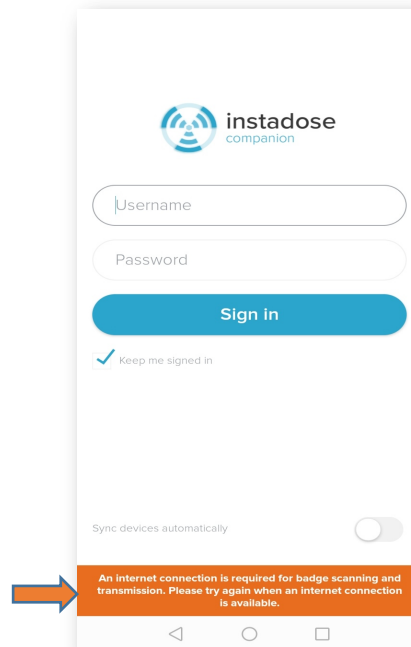 instadose
companion
Username
Password
Sign in
Keep me signed in
Sync devices automatically
An internet connection is required for badge scanning and
transmission. Please try again when an internet connection
is available.